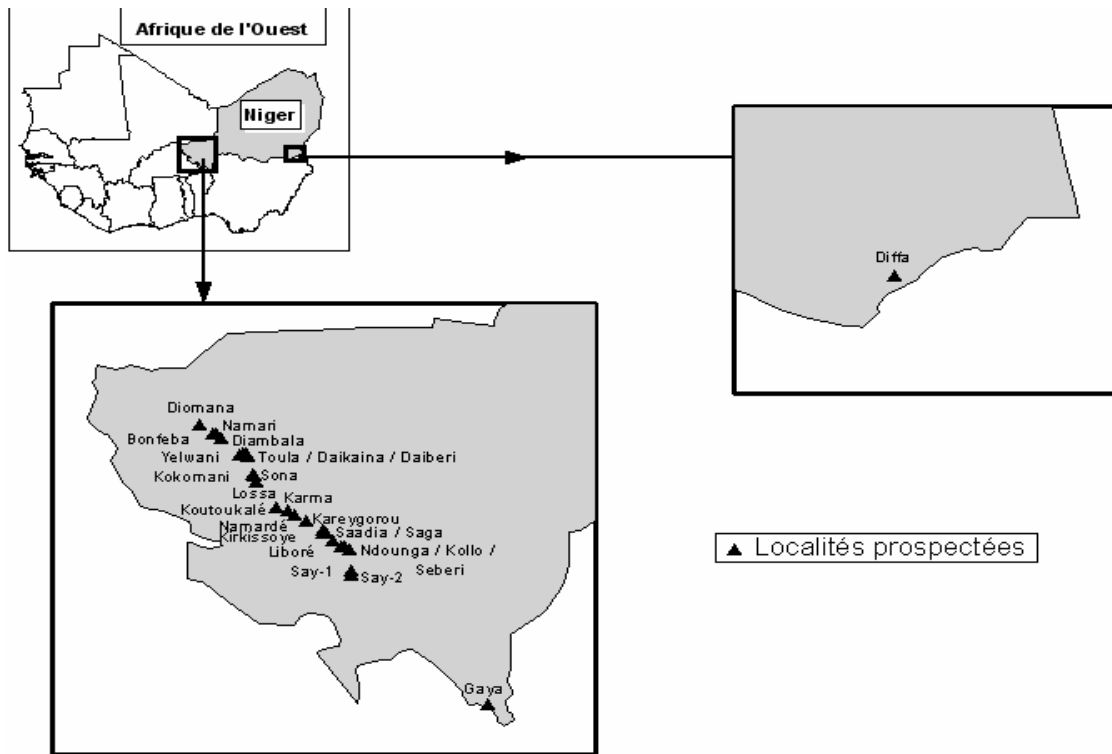 Afrique de l'Ouest
Niger
Diffa
Diomana
Namari
Bonfeba
Diambala
Yelwani
Toula / Daikaina / Daiberi
Kokomani
Sona
Lossa
Karma
Koutoukalé
Namardé
Kareygorou
Kirkissoye
Saadia / Saga
Liboré
Ndounga / Kollo /
Seberi
Say-1
Say-2
Gaya
Localités prospectées